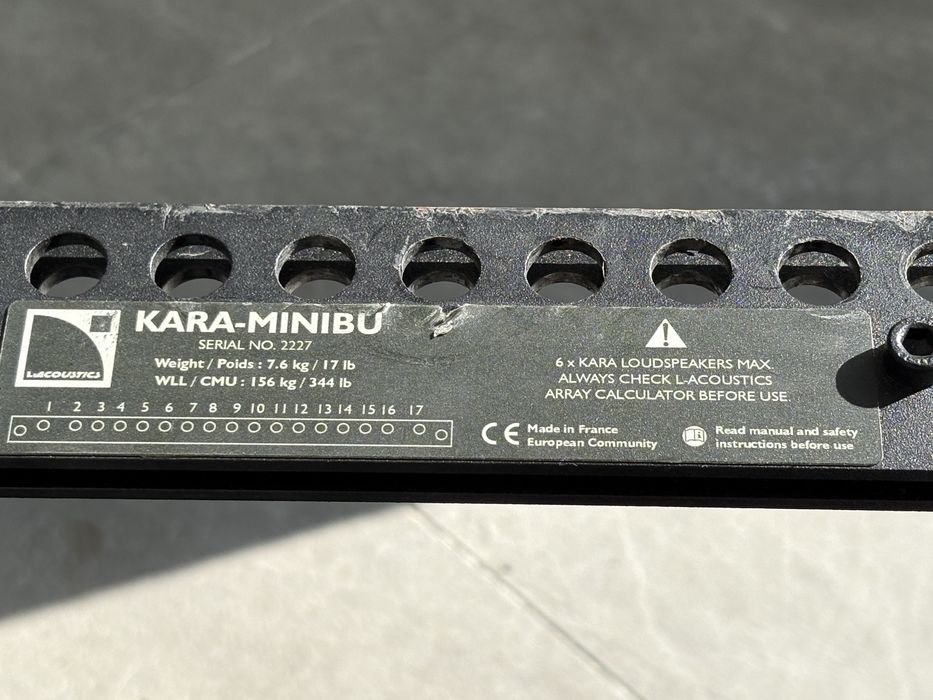 L-ACOUSTICS
KARA-MINIBU
SERIAL NO. 2227
Weight / Poids : 7.6 kg / 17 lb
WLL / CMU : 156 kg / 344 lb
1 2 3 4 5 6 7 8 9 10 11 12 13 14 15 16 17
6 x KARA LOUDSPEAKERS MAX.
ALWAYS CHECK L-ACOUSTICS
ARRAY CALCULATOR BEFORE USE.
CE Made in France
European Community
Read manual and safety
instructions before use